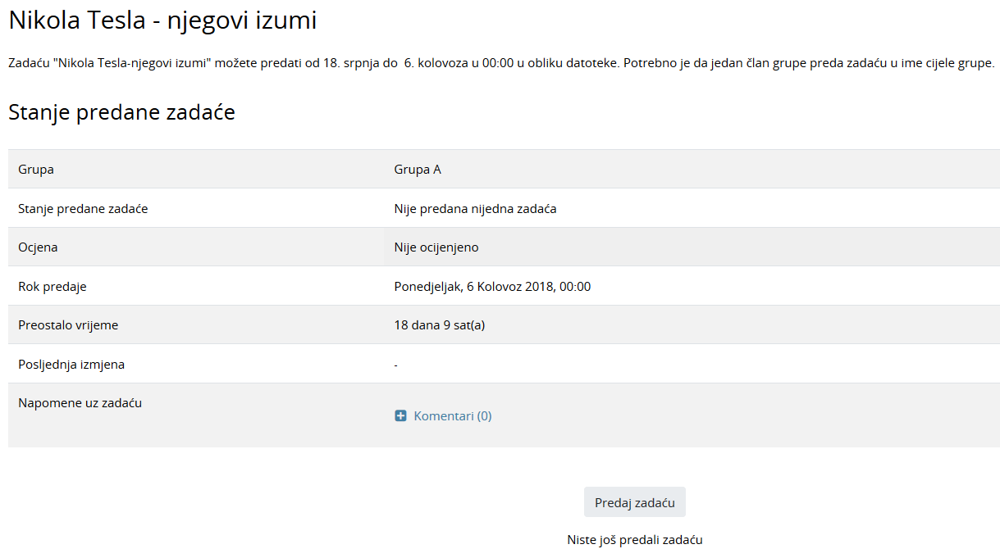 Nikola Tesla - njegovi izumi
Zadaću "Nikola Tesla-njegovi izumi" možete predati od 18. srpnja do  6. kolovoza u 00:00 u obliku datoteke. Potrebno je da jedan član grupe preda zadaću u ime cijele grupe.
Stanje predane zadaće
Grupa Grupa A
Stanje predane zadaće Nije predana nijedna zadaća
Ocjena Nije ocijenjeno
Rok predaje Ponedjeljak, 6 Kolovoz 2018, 00:00
Preostalo vrijeme 18 dana 9 sat(a)
Posljednja izmjena -
Napomene uz zadaću
Komentari (0)
Predaj zadaću
Niste još predali zadaću